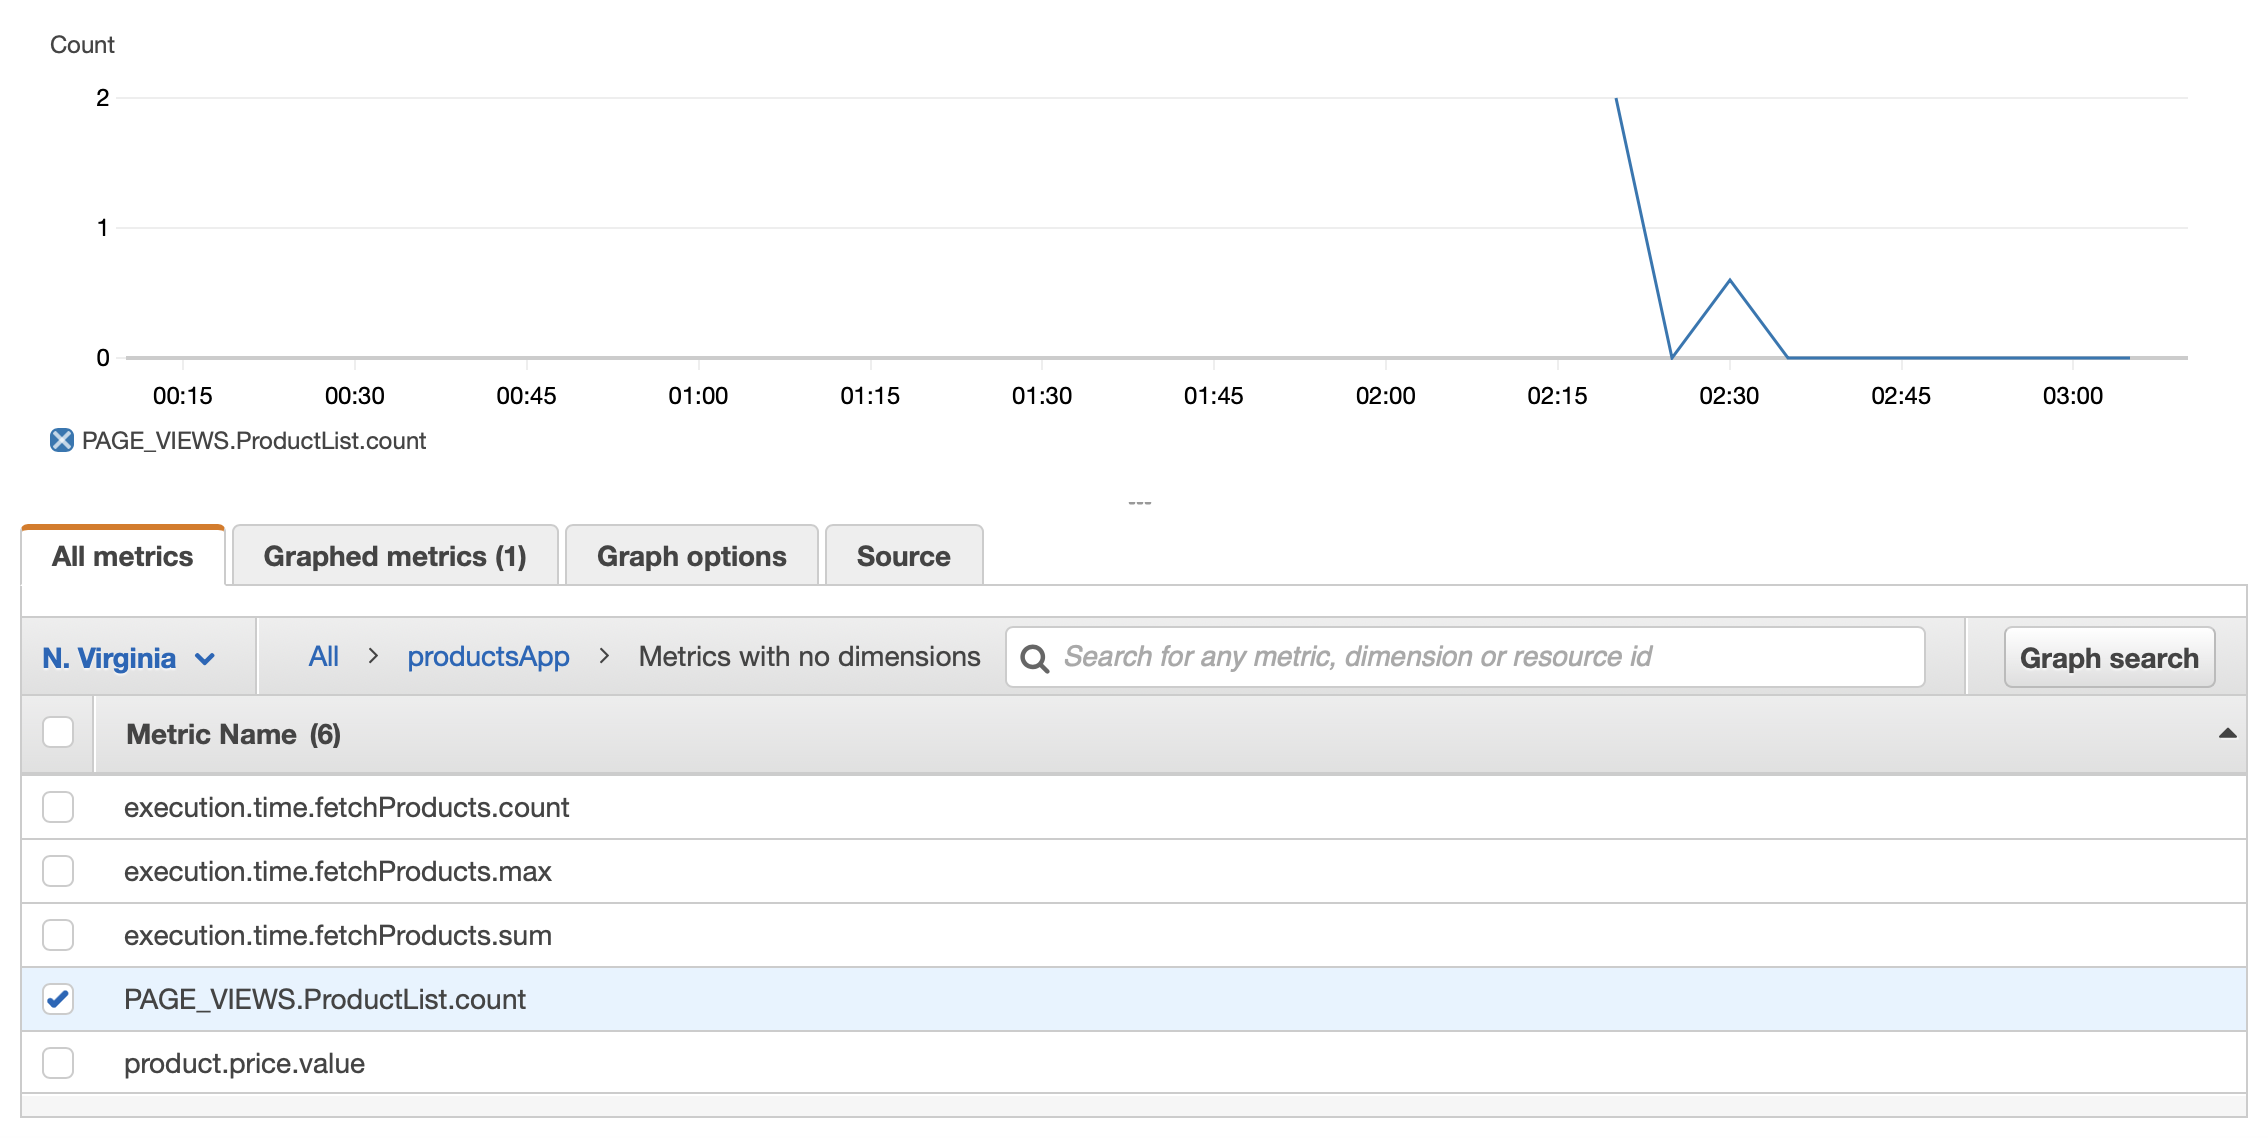 Count
2
1
0
00:15 00:30 00:45 01:00 01:15 01:30 01:45 02:00 02:15 02:30 02:45 03:00
PAGE_VIEWS.ProductList.count
All metrics Graphed metrics (1) Graph options Source
N. Virginia All > productsApp > Metrics with no dimensions Search for any metric, dimension or resource id Graph search
Metric Name (6)
execution.time.fetchProducts.count
execution.time.fetchProducts.max
execution.time.fetchProducts.sum
PAGE_VIEWS.ProductList.count
product.price.value